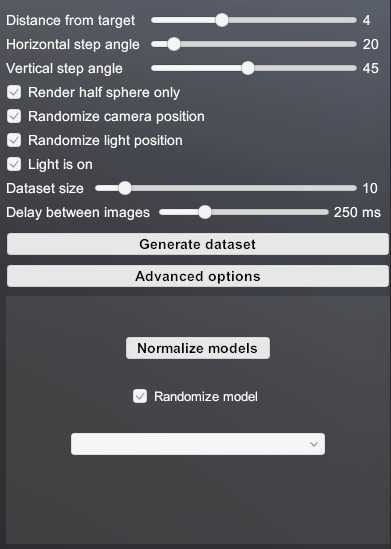 Distance from target 4
Horizontal step angle 20
Vertical step angle 45
Render half sphere only
Randomize camera position
Randomize light position
Light is on
Dataset size 10
Delay between images 250 ms
Generate dataset
Advanced options
Normalize models
Randomize model